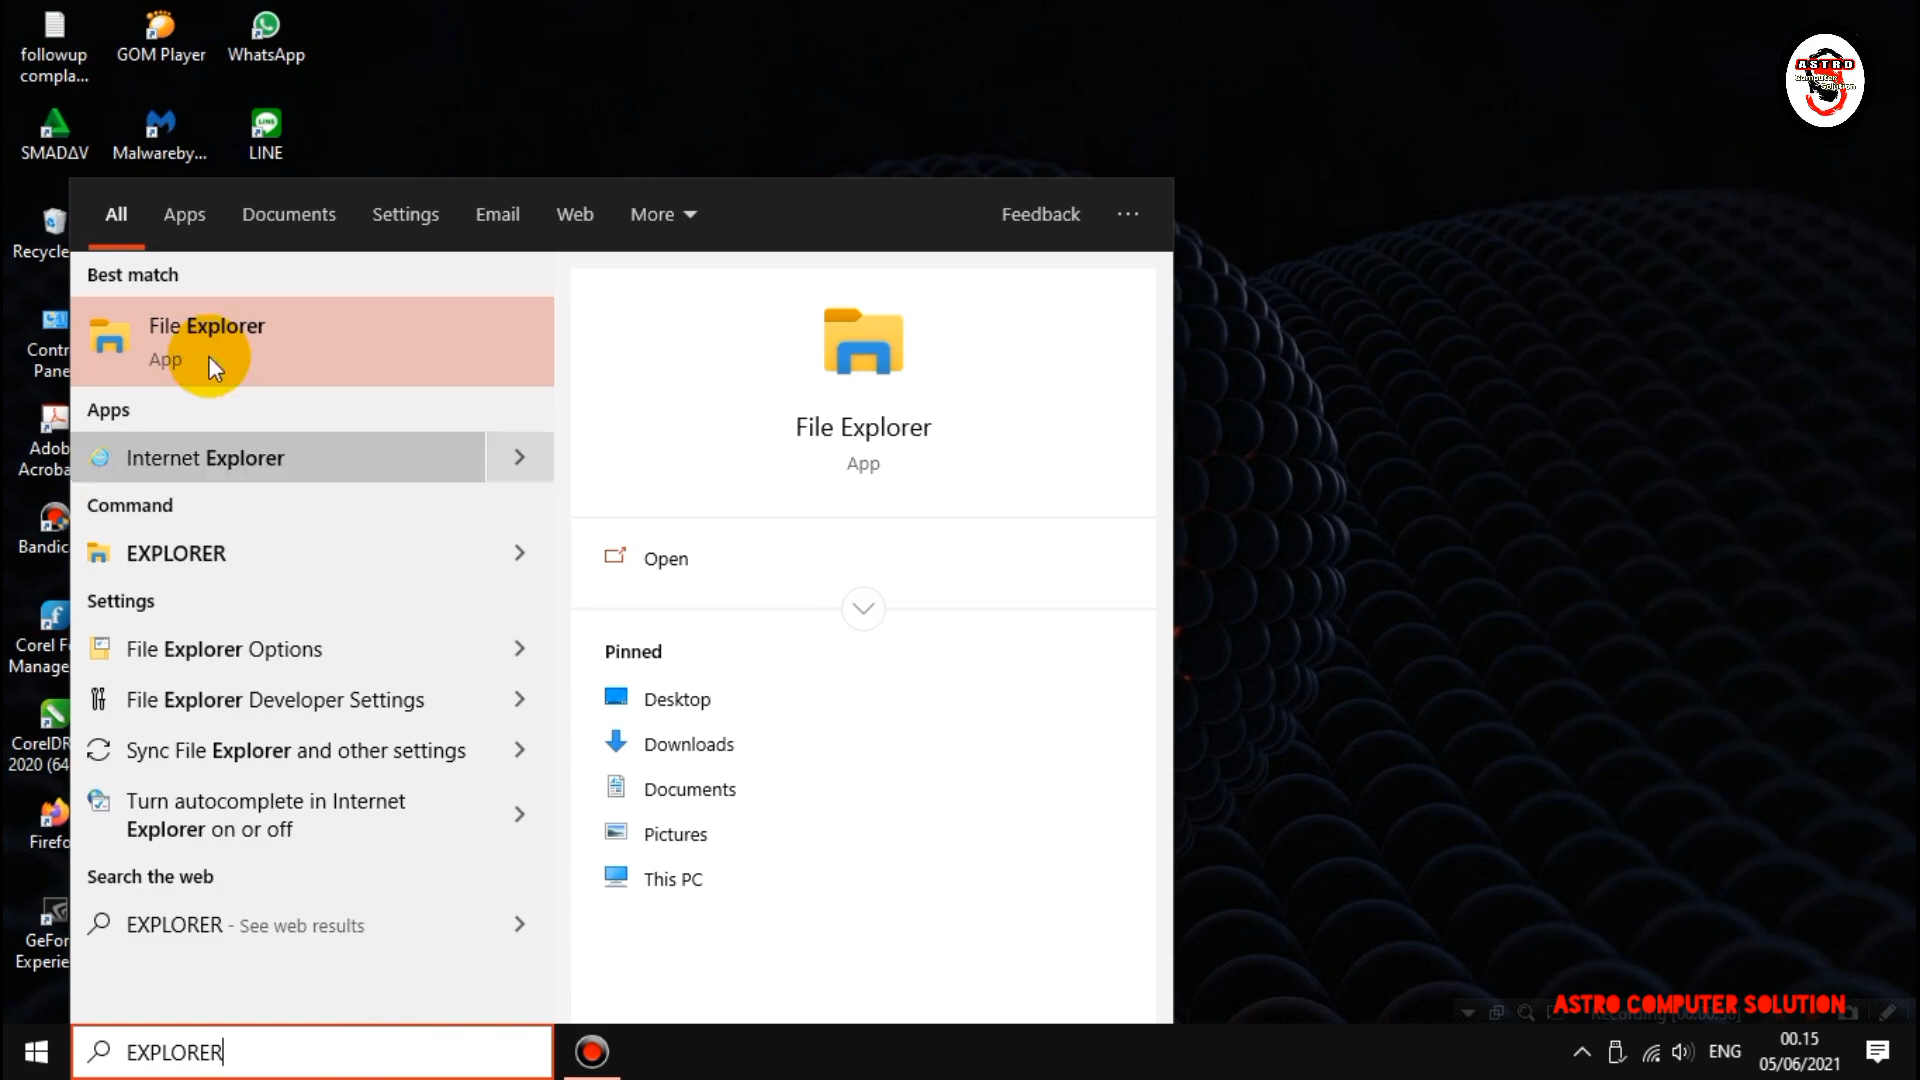 followup
compla...
GOM Player
WhatsApp
ASTRO
Computer
Solution
SMADΔV
Malwareby...
LINE
Recycle
Contr
Pane
Adob
Acroba
Bandic
Corel F
Manage
CorelDR
2020 (64
Firefo
GeFor
Experie
All
Apps
Documents
Settings
Email
Web
More
Feedback
Best match
File Explorer
App
Apps
Internet Explorer
Command
EXPLORER
Settings
File Explorer Options
File Explorer Developer Settings
Sync File Explorer and other settings
Turn autocomplete in Internet
Explorer on or off
Search the web
EXPLORER - See web results
File Explorer
App
Open
Pinned
Desktop
Downloads
Documents
Pictures
This PC
ASTRO COMPUTER SOLUTION
EXPLORER
ENG
00.15
05/06/2021